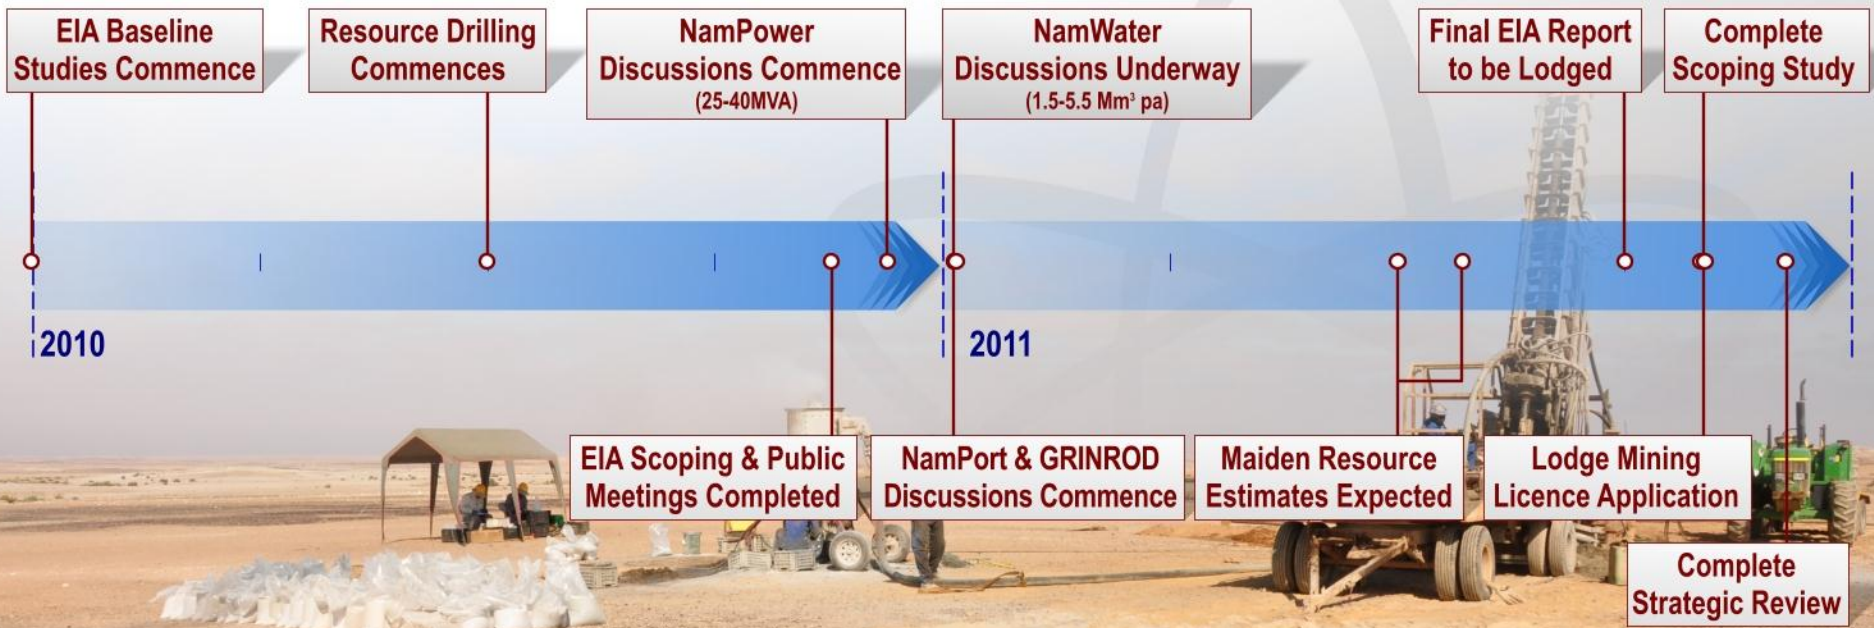 EIA Baseline
Studies Commence
Resource Drilling
Commences
NamPower
Discussions Commence
(25-40MVA)
NamWater
Discussions Underway
(1.5-5.5 Mm³ pa)
Final EIA Report
to be Lodged
Complete
Scoping Study
2010
2011
EIA Scoping & Public
Meetings Completed
NamPort & GRINROD
Discussions Commence
Maiden Resource
Estimates Expected
Lodge Mining
Licence Application
Complete
Strategic Review